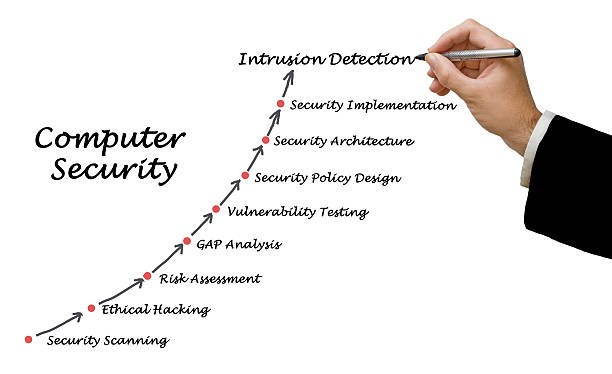 Intrusion Detection
Security Implementation
Computer
Security
Security Architecture
Security Policy Design
Vulnerability Testing
GAP Analysis
Risk Assessment
Ethical Hacking
Security Scanning